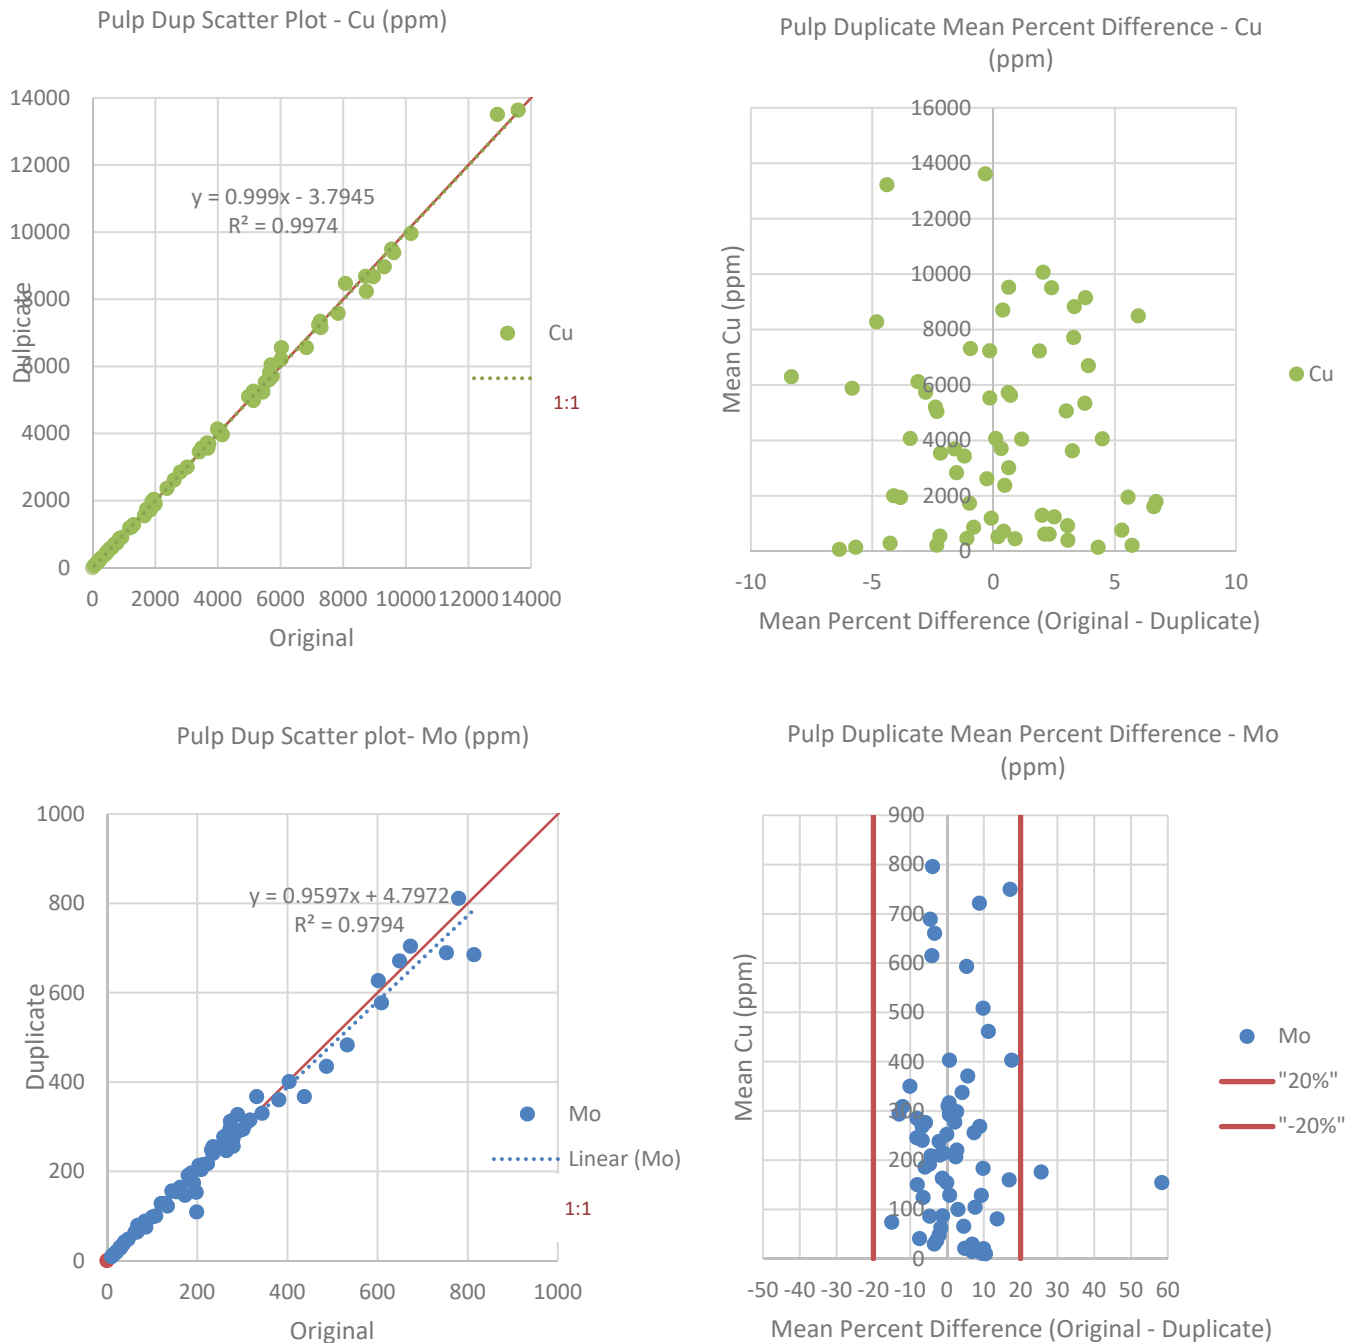 Pulp Dup Scatter Plot - Cu (ppm)
14000
12000
10000
8000
6000
4000
2000
0
Dulpicate
y = 0.999x - 3.7945
R² = 0.9974
Cu
1:1
0 2000 4000 6000 8000 10000 12000 14000
Original
Pulp Duplicate Mean Percent Difference - Cu
(ppm)
16000
14000
12000
10000
8000
6000
4000
2000
0
Mean Cu (ppm)
Cu
-10 -5 0 5 10
Mean Percent Difference (Original - Duplicate)
Pulp Dup Scatter plot- Mo (ppm)
1000
800
600
400
200
0
Duplicate
y = 0.9597x + 4.7972
R² = 0.9794
Mo
Linear (Mo)
1:1
0 200 400 600 800 1000
Original
Pulp Duplicate Mean Percent Difference - Mo
(ppm)
900
800
700
600
500
400
300
200
100
0
Mean Cu (ppm)
Mo
"20%"
"-20%"
-50 -40 -30 -20 -10 0 10 20 30 40 50 60
Mean Percent Difference (Original - Duplicate)